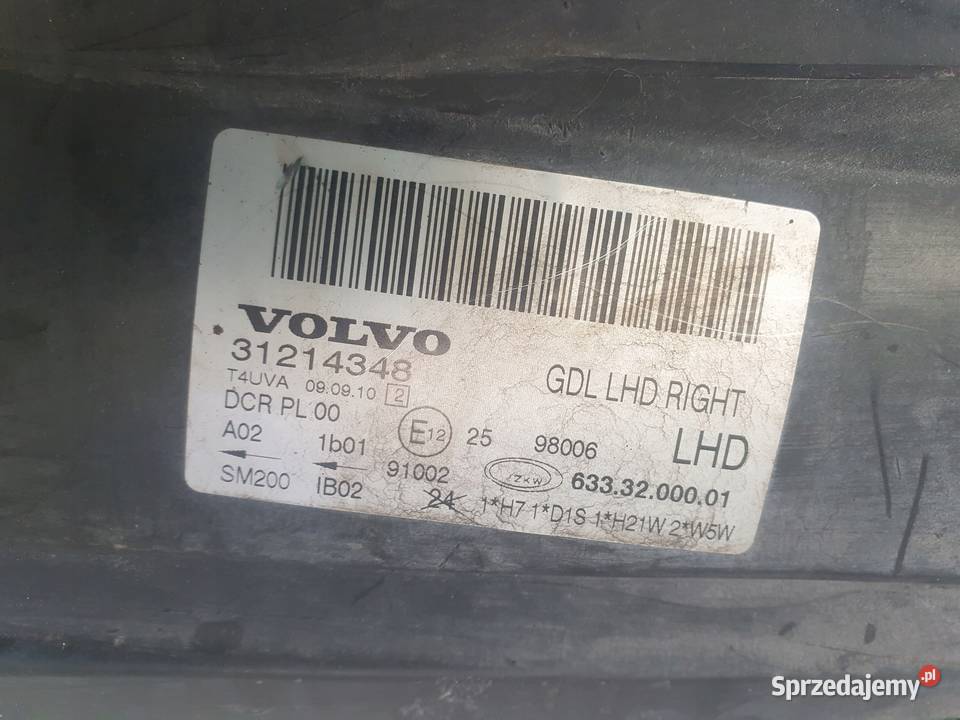 VOLVO
31214348
T4UVA 09.09.10 2
GDL LHD RIGHT
DCR PL 00
A02 1b01 E12 25 98006 LHD
91002 ZKW 633.32.000.01
SM200 IB02 24 1*H7 1*D1S 1*H21W 2*W5W
Sprzedajemy.pl